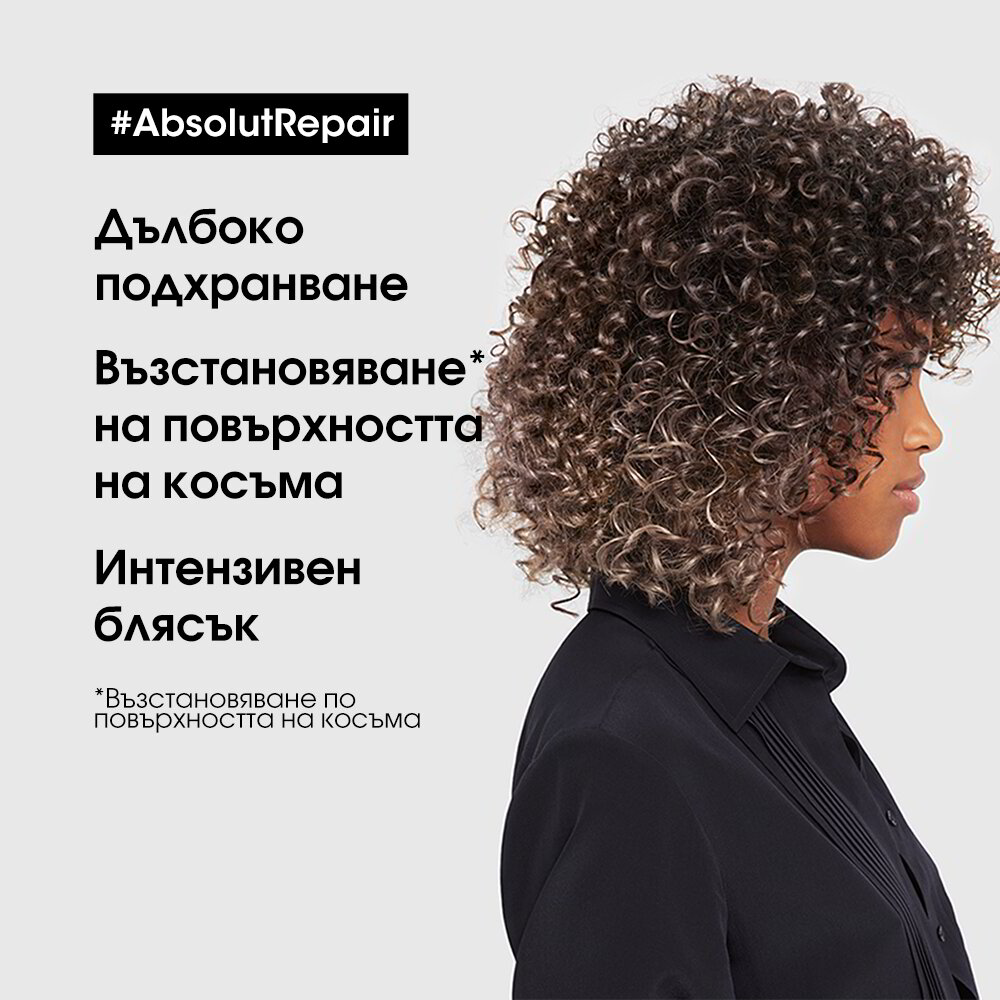 #AbsolutRepair
Дълбоко
подхранване
Възстановяване*
на повърхността
на косъма
Интензивен
блясък
*Възстановяване по
повърхността на косъма